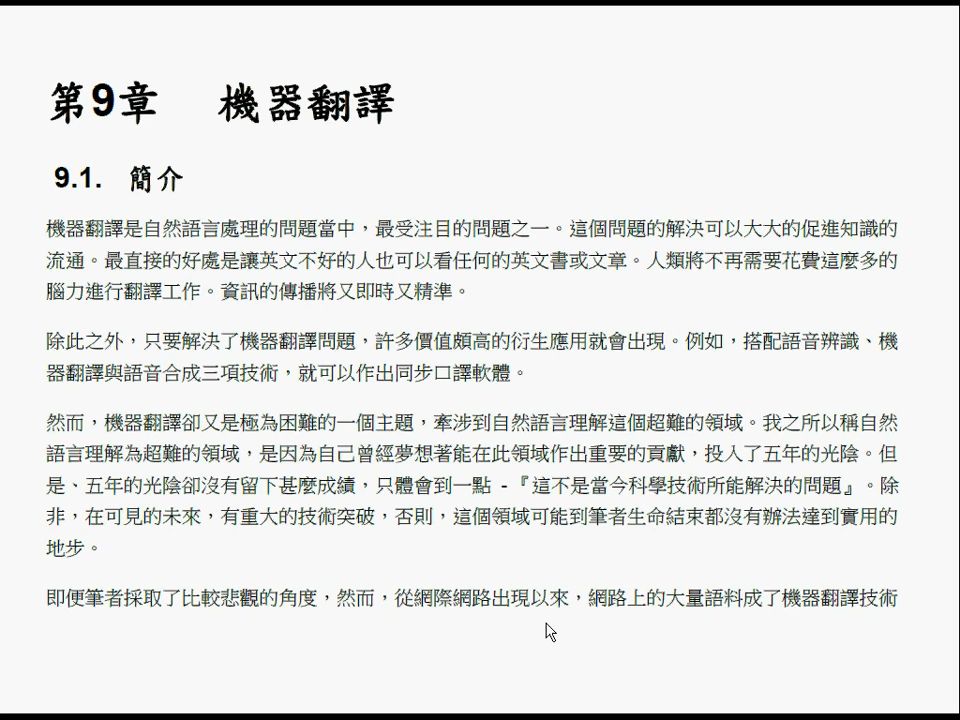 第9章 機器翻譯
9.1. 簡介
機器翻譯是自然語言處理的問題當中，最受注目的問題之一。這個問題的解決可以大大的促進知識的
流通。最直接的好處是讓英文不好的人也可以看任何的英文書或文章。人類將不再需要花費這麼多的
腦力進行翻譯工作。資訊的傳播將又即時又精準。
除此之外，只要解決了機器翻譯問題，許多價值頗高的衍生應用就會出現。例如，搭配語音辨識、機
器翻譯與語音合成三項技術，就可以作出同步口譯軟體。
然而，機器翻譯卻又是極為困難的一個主題，牽涉到自然語言理解這個超難的領域。我之所以稱自然
語言理解為超難的領域，是因為自己曾經夢想著能在此領域作出重要的貢獻，投入了五年的光陰。但
是、五年的光陰卻沒有留下甚麼成績，只體會到一點 - 『這不是當今科學技術所能解決的問題』。除
非，在可見的未來，有重大的技術突破，否則，這個領域可能到筆者生命結束都沒有辦法達到實用的
地步。
即便筆者採取了比較悲觀的角度，然而，從網際網路出現以來，網路上的大量語料成了機器翻譯技術